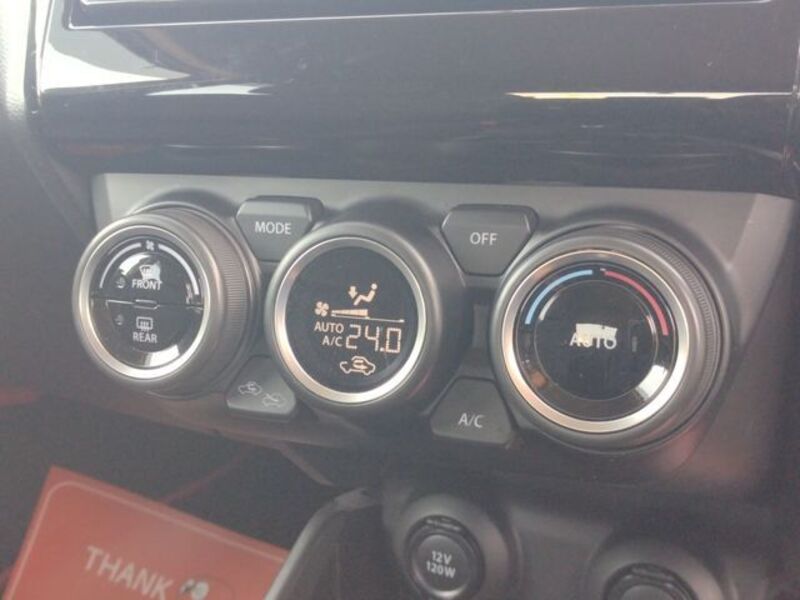 MODE
OFF
FRONT
REAR
AUTO
A/C
24.0
AUTO
A/C
12V
120W
THANK